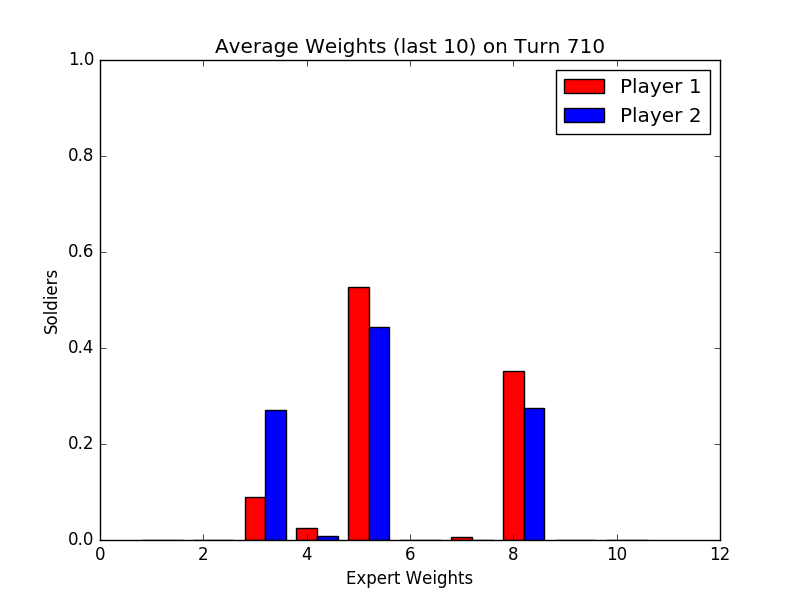 Average Weights (last 10) on Turn 710
1.0
Player 1
Player 2
0.8
0.6
Soldiers
0.4
0.2
0.0
0 2 4 6 8 10 12
Expert Weights